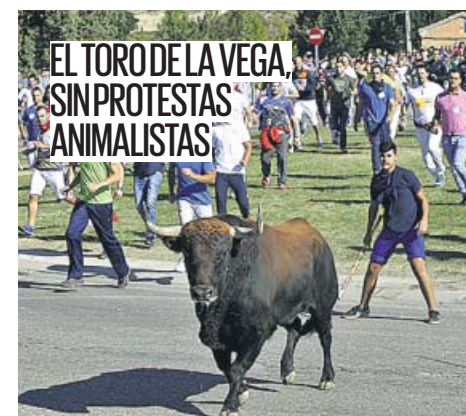 EL TORO DE LA VEGA,
SIN PROTESTAS
ANIMALISTAS